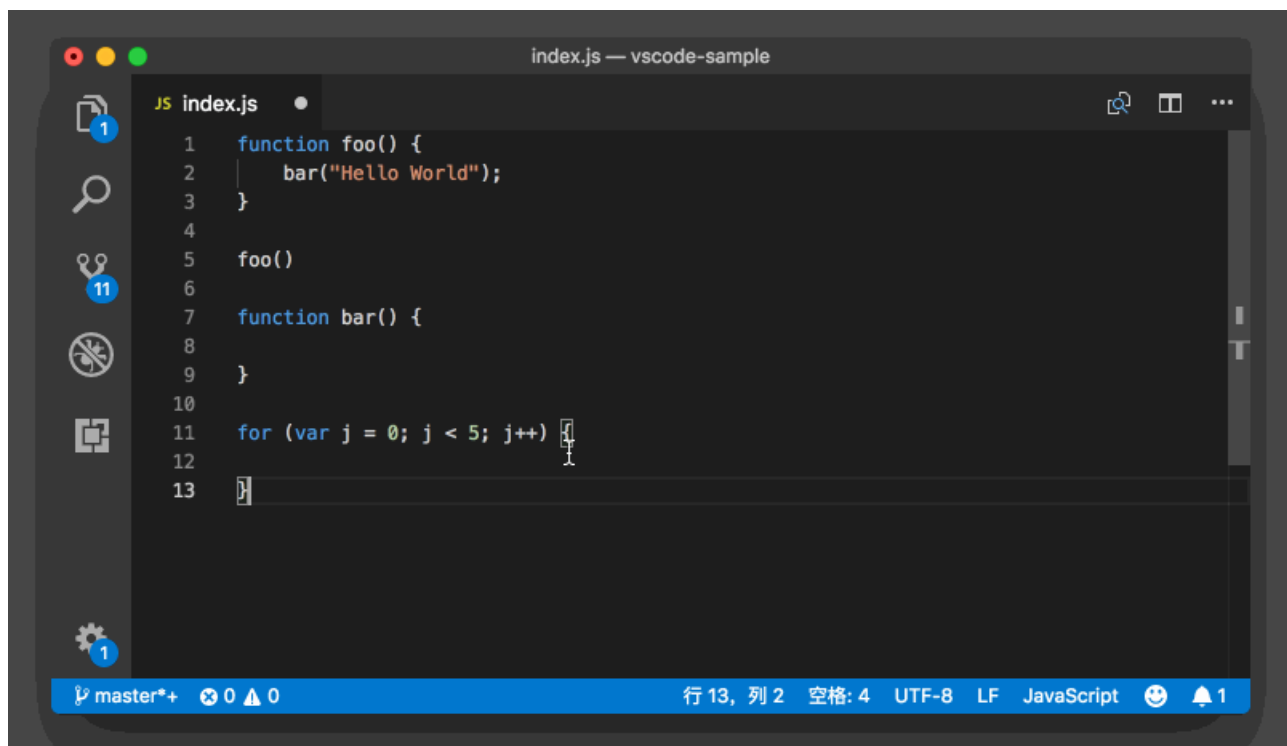 index.js — vscode-sample
JS index.js
1
1 function foo() {
2     bar("Hello World");
3 }
4
5 foo()
6
11
7 function bar() {
8
9 }
10
11 for (var j = 0; j < 5; j++) {
12
13 }
1
master*+ 0 0 行 13，列 2 空格: 4 UTF-8 LF JavaScript 1